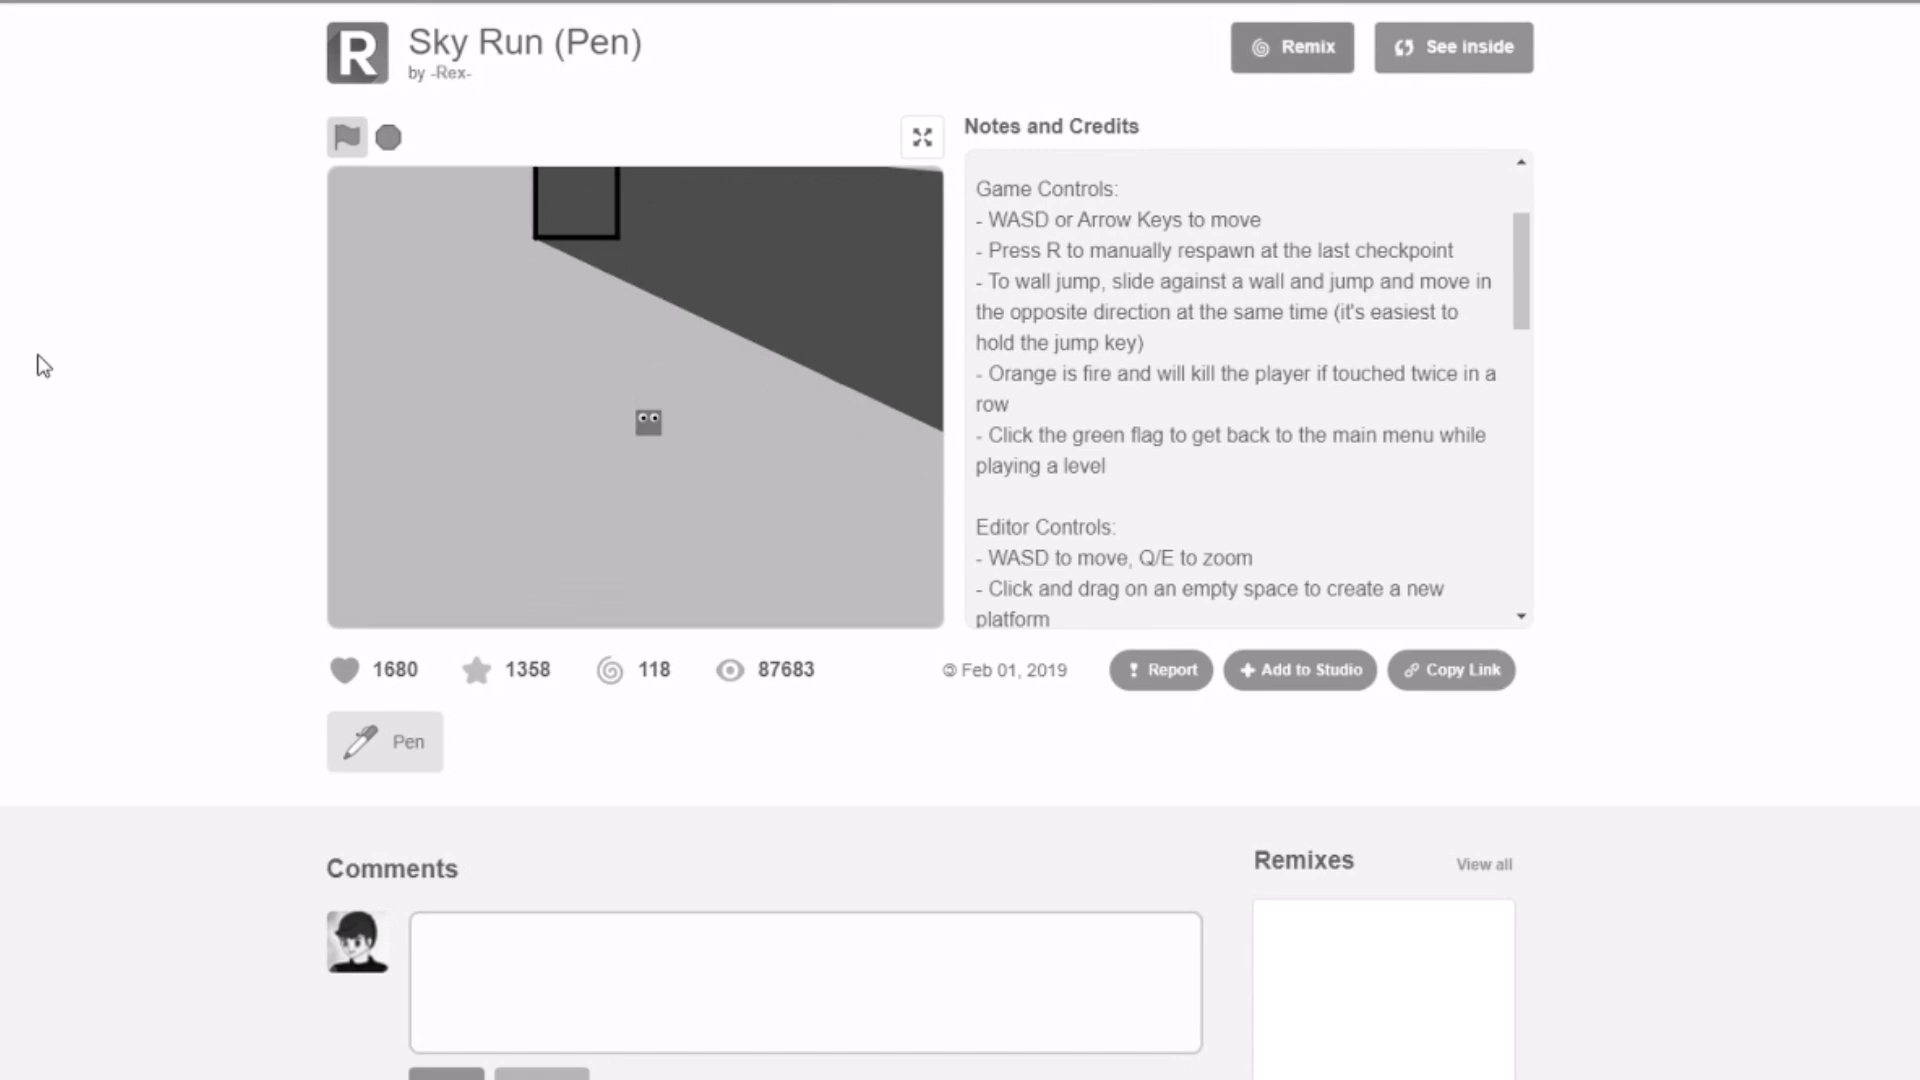 R
Sky Run (Pen)
by -Rex-
Remix
See inside
Notes and Credits
Game Controls:
- WASD or Arrow Keys to move
- Press R to manually respawn at the last checkpoint
- To wall jump, slide against a wall and jump and move in
the opposite direction at the same time (it's easiest to
hold the jump key)
- Orange is fire and will kill the player if touched twice in a
row
- Click the green flag to get back to the main menu while
playing a level
Editor Controls:
- WASD to move, Q/E to zoom
- Click and drag on an empty space to create a new
platform
1680
1358
118
87683
Feb 01, 2019
Report
Add to Studio
Copy Link
Pen
Comments
Remixes
View all